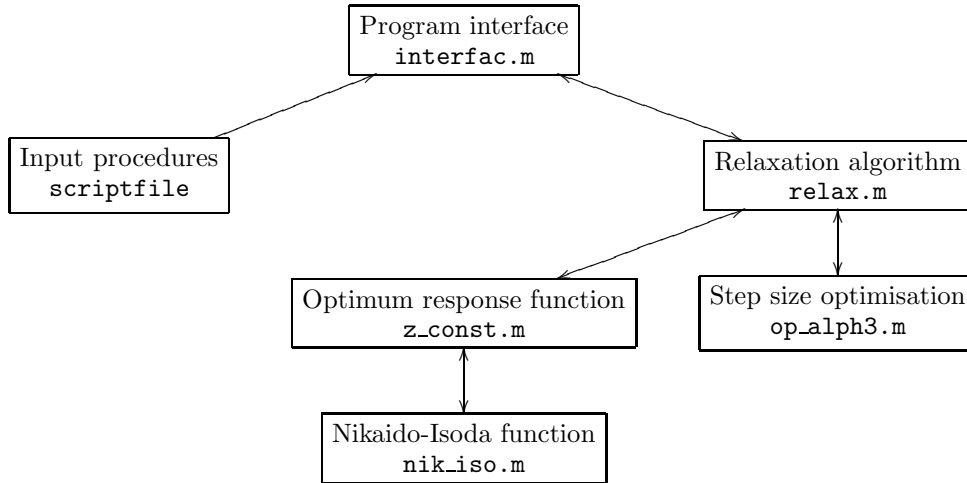 Program interface
interfac.m
Input procedures
scriptfile
Relaxation algorithm
relax.m
Optimum response function
z_const.m
Step size optimisation
op_alph3.m
Nikaido-Isoda function
nik_iso.m